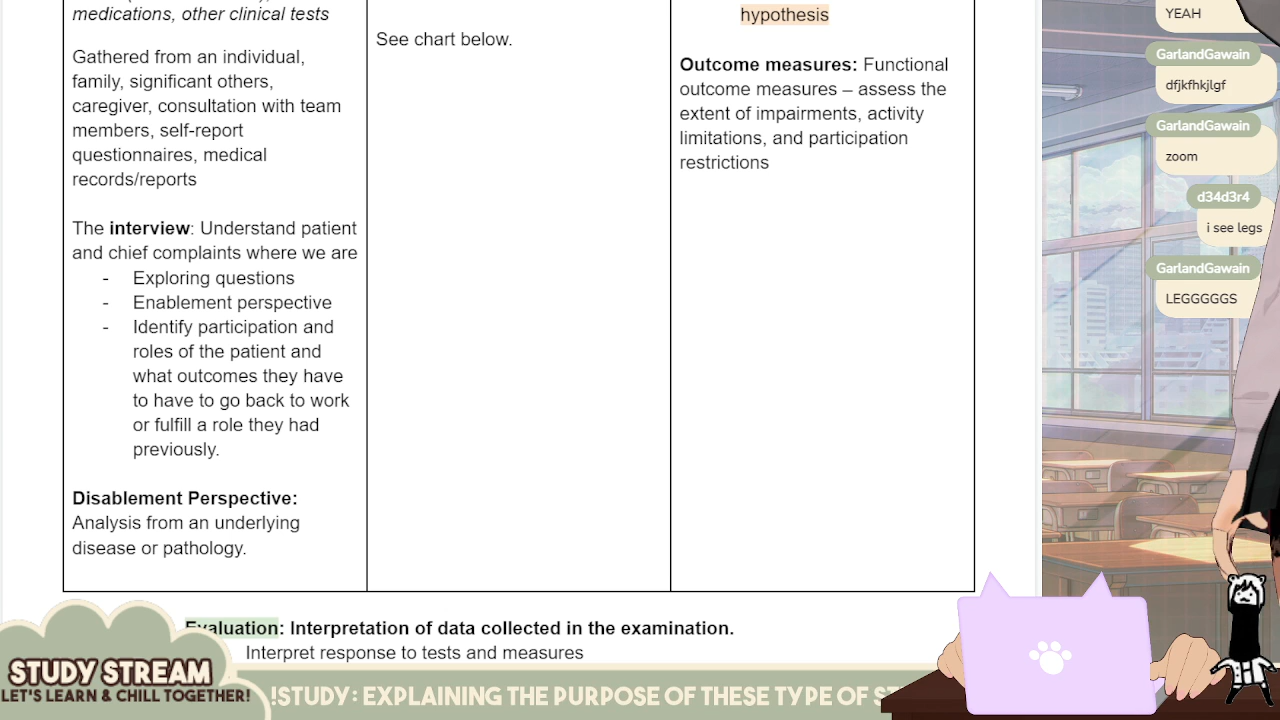 medications, other clinical tests
Gathered from an individual,
family, significant others,
caregiver, consultation with team
members, self-report
questionnaires, medical
records/reports
The interview: Understand patient
and chief complaints where we are
- Exploring questions
- Enablement perspective
- Identify participation and
roles of the patient and
what outcomes they have
to have to go back to work
or fulfill a role they had
previously.
Disablement Perspective:
Analysis from an underlying
disease or pathology.
See chart below.
hypothesis
Outcome measures: Functional
outcome measures – assess the
extent of impairments, activity
limitations, and participation
restrictions
Evaluation: Interpretation of data collected in the examination.
Interpret response to tests and measures
YEAH
GarlandGawain
dfjkfhkjlgf
GarlandGawain
zoom
d34d3r4
i see legs
GarlandGawain
LEGGGGGS
STUDY STREAM
LET'S LEARN & CHILL TOGETHER!
!STUDY: EXPLAINING THE PURPOSE OF THESE TYPE OF